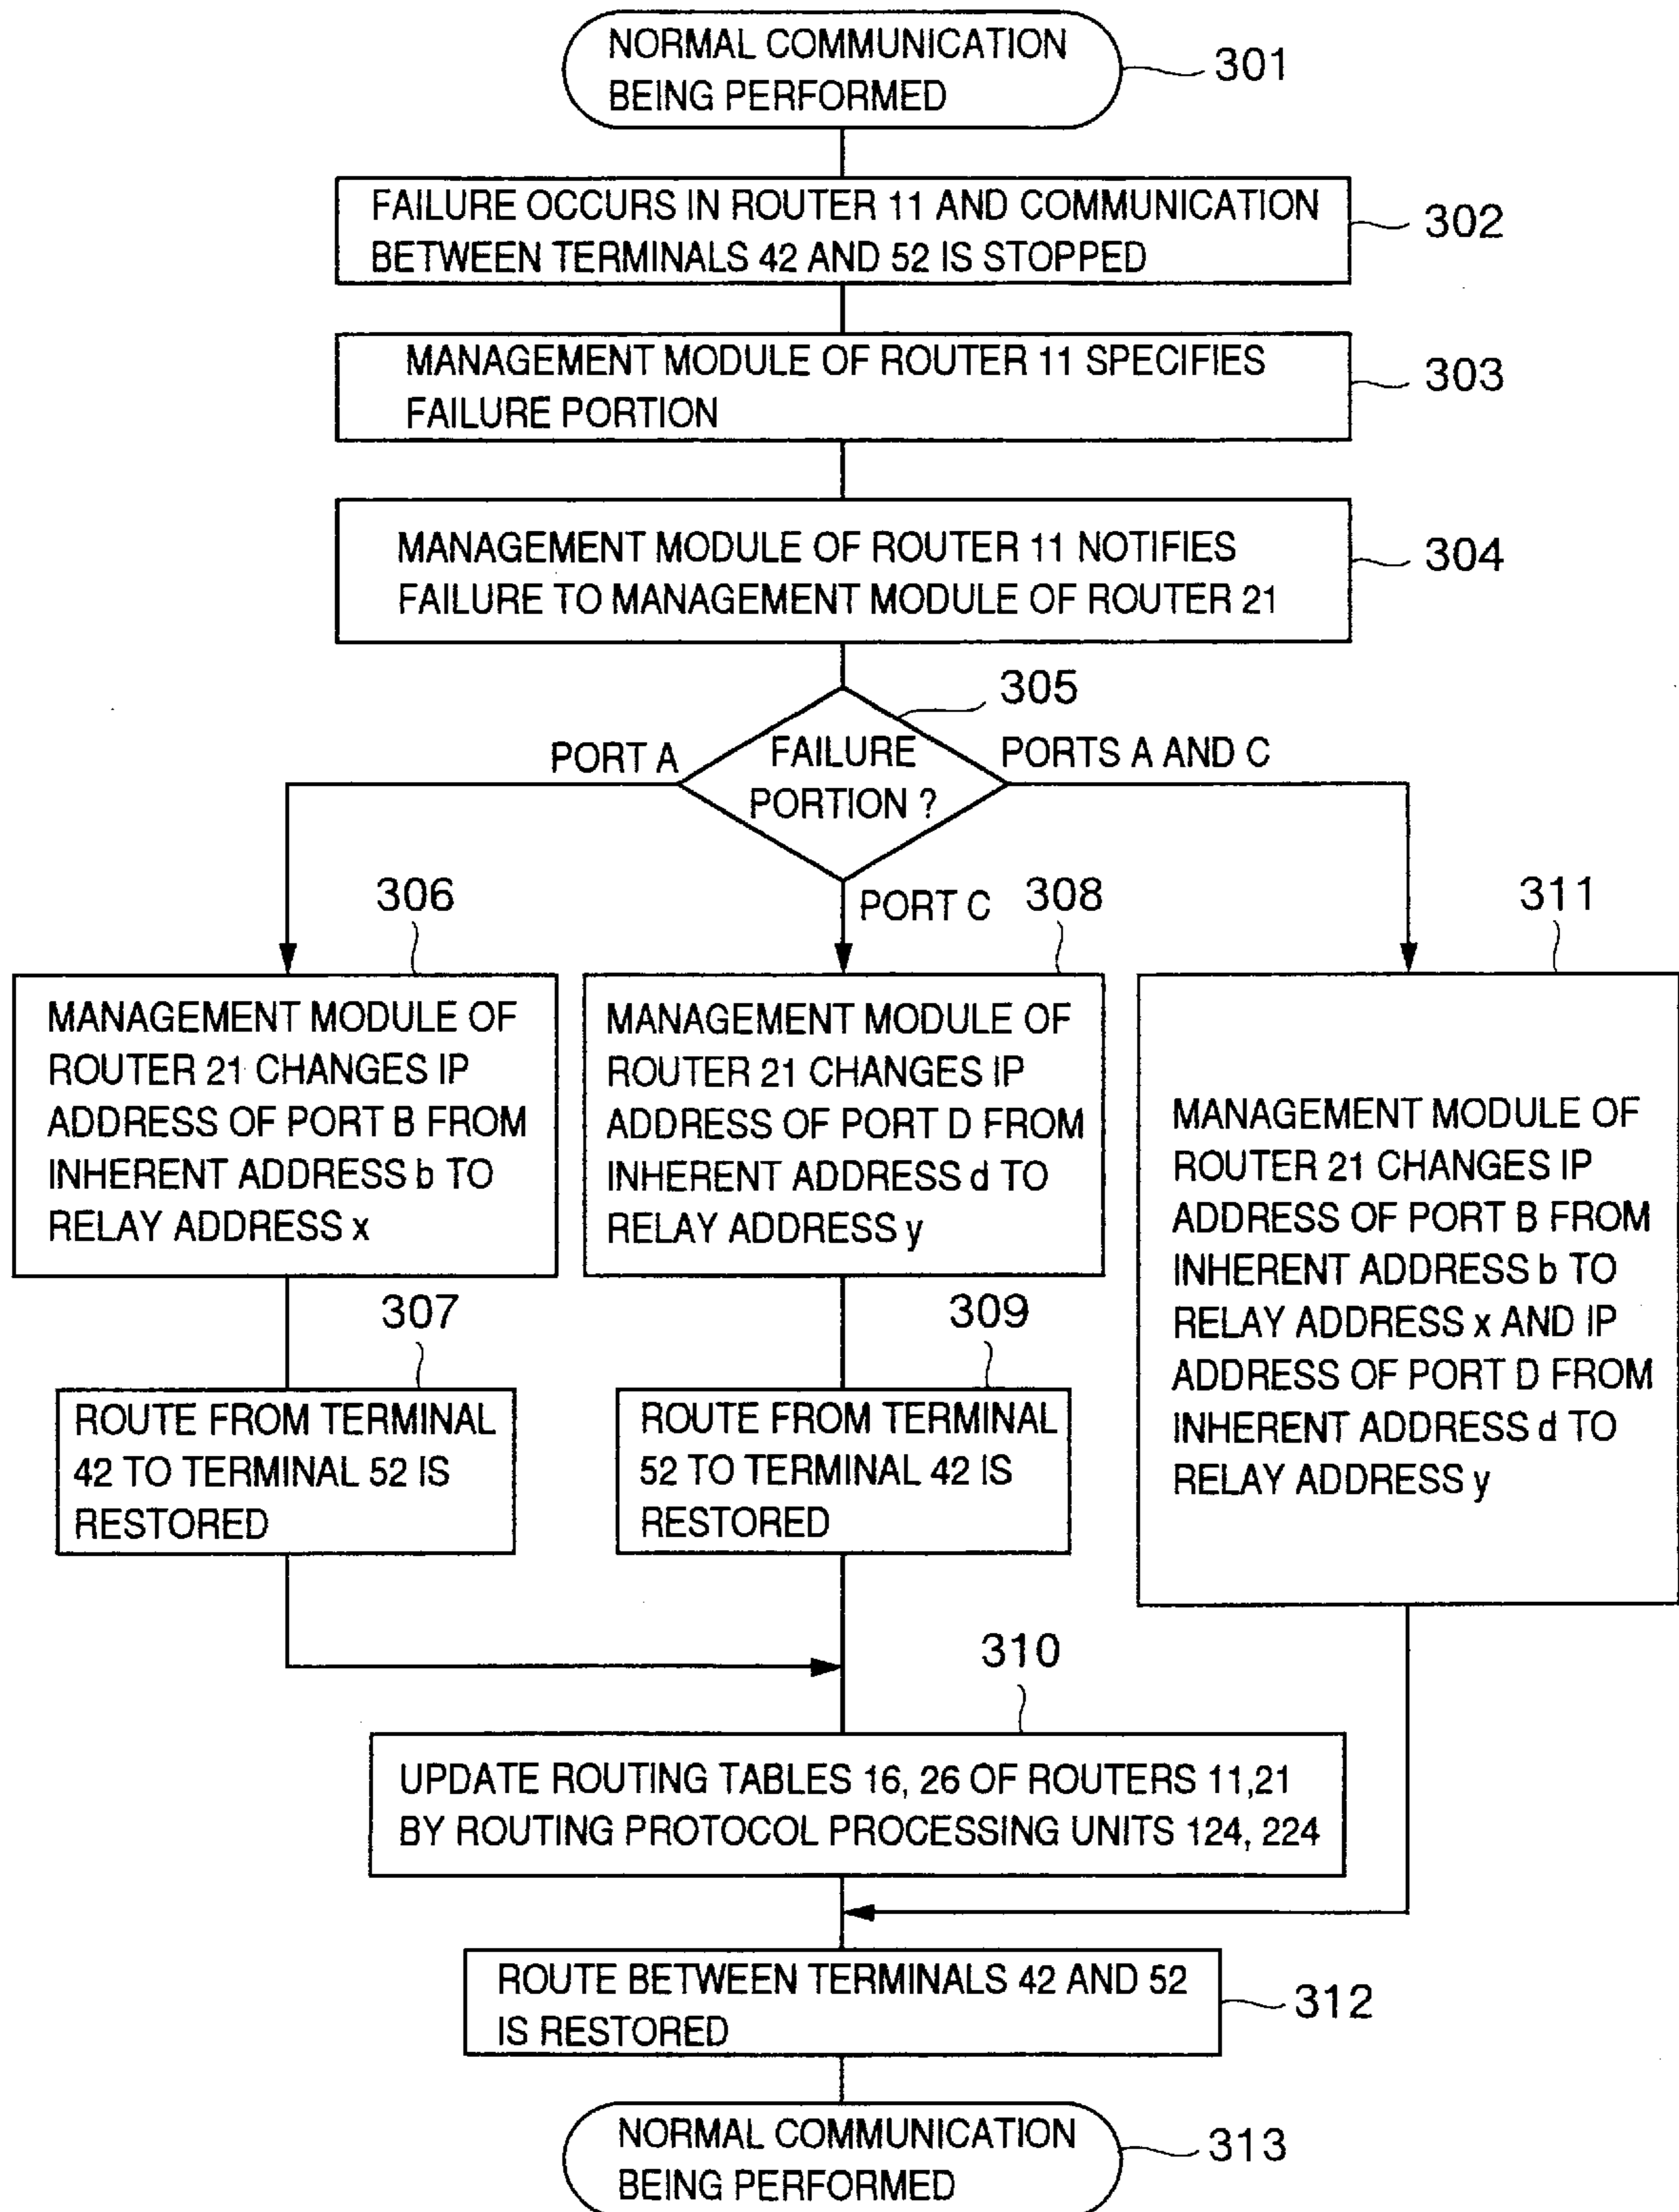 NORMAL COMMUNICATION
BEING PERFORMED
301
FAILURE OCCURS IN ROUTER 11 AND COMMUNICATION
BETWEEN TERMINALS 42 AND 52 IS STOPPED
302
MANAGEMENT MODULE OF ROUTER 11 SPECIFIES
FAILURE PORTION
303
MANAGEMENT MODULE OF ROUTER 11 NOTIFIES
FAILURE TO MANAGEMENT MODULE OF ROUTER 21
304
305
PORT A
FAILURE
PORTION ?
PORTS A AND C
PORT C
306
MANAGEMENT MODULE OF
ROUTER 21 CHANGES IP
ADDRESS OF PORT B FROM
INHERENT ADDRESS b TO
RELAY ADDRESS x
308
MANAGEMENT MODULE OF
ROUTER 21 CHANGES IP
ADDRESS OF PORT D FROM
INHERENT ADDRESS d TO
RELAY ADDRESS y
311
MANAGEMENT MODULE OF
ROUTER 21 CHANGES IP
ADDRESS OF PORT B FROM
INHERENT ADDRESS b TO
RELAY ADDRESS x AND IP
ADDRESS OF PORT D FROM
INHERENT ADDRESS d TO
RELAY ADDRESS y
307
ROUTE FROM TERMINAL
42 TO TERMINAL 52 IS
RESTORED
309
ROUTE FROM TERMINAL
52 TO TERMINAL 42 IS
RESTORED
310
UPDATE ROUTING TABLES 16, 26 OF ROUTERS 11,21
BY ROUTING PROTOCOL PROCESSING UNITS 124, 224
ROUTE BETWEEN TERMINALS 42 AND 52
IS RESTORED
312
NORMAL COMMUNICATION
BEING PERFORMED
313